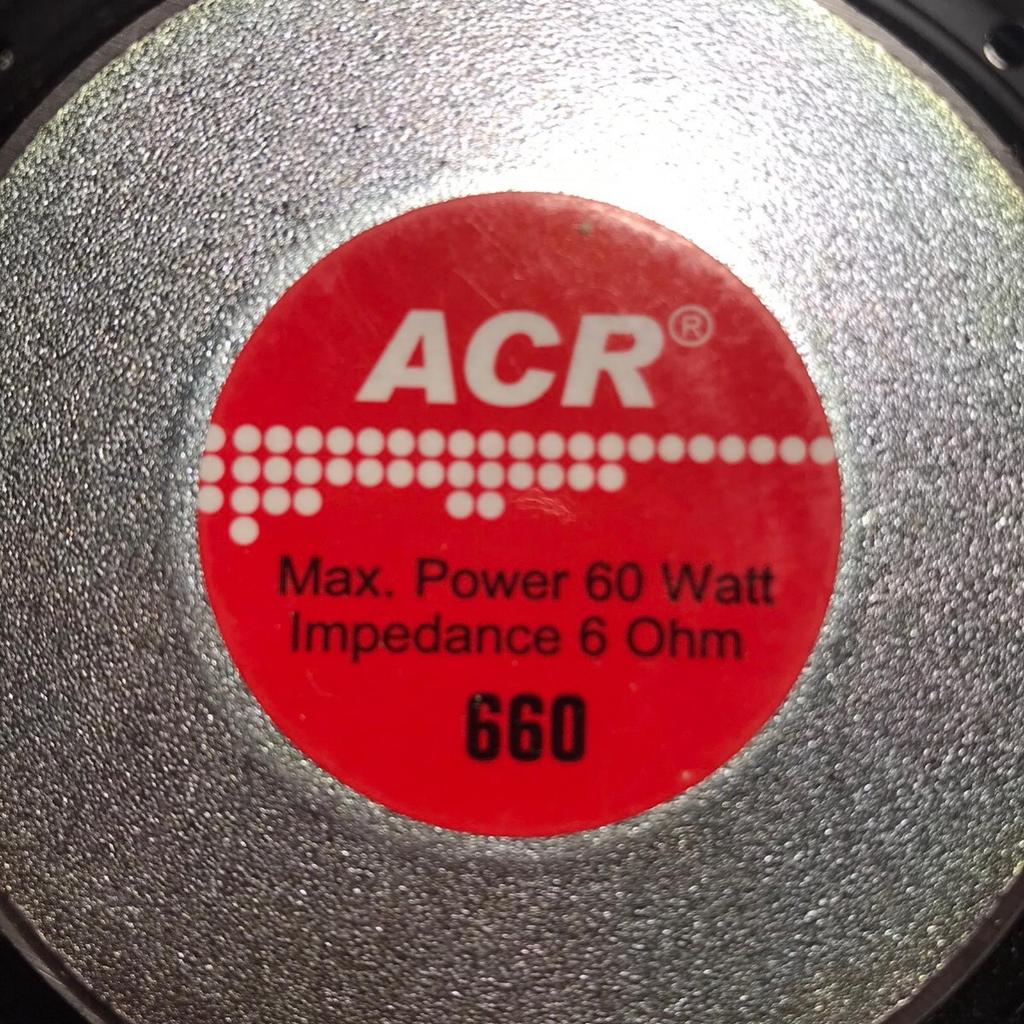 ACR®
Max. Power 60 Watt
Impedance 6 Ohm
660